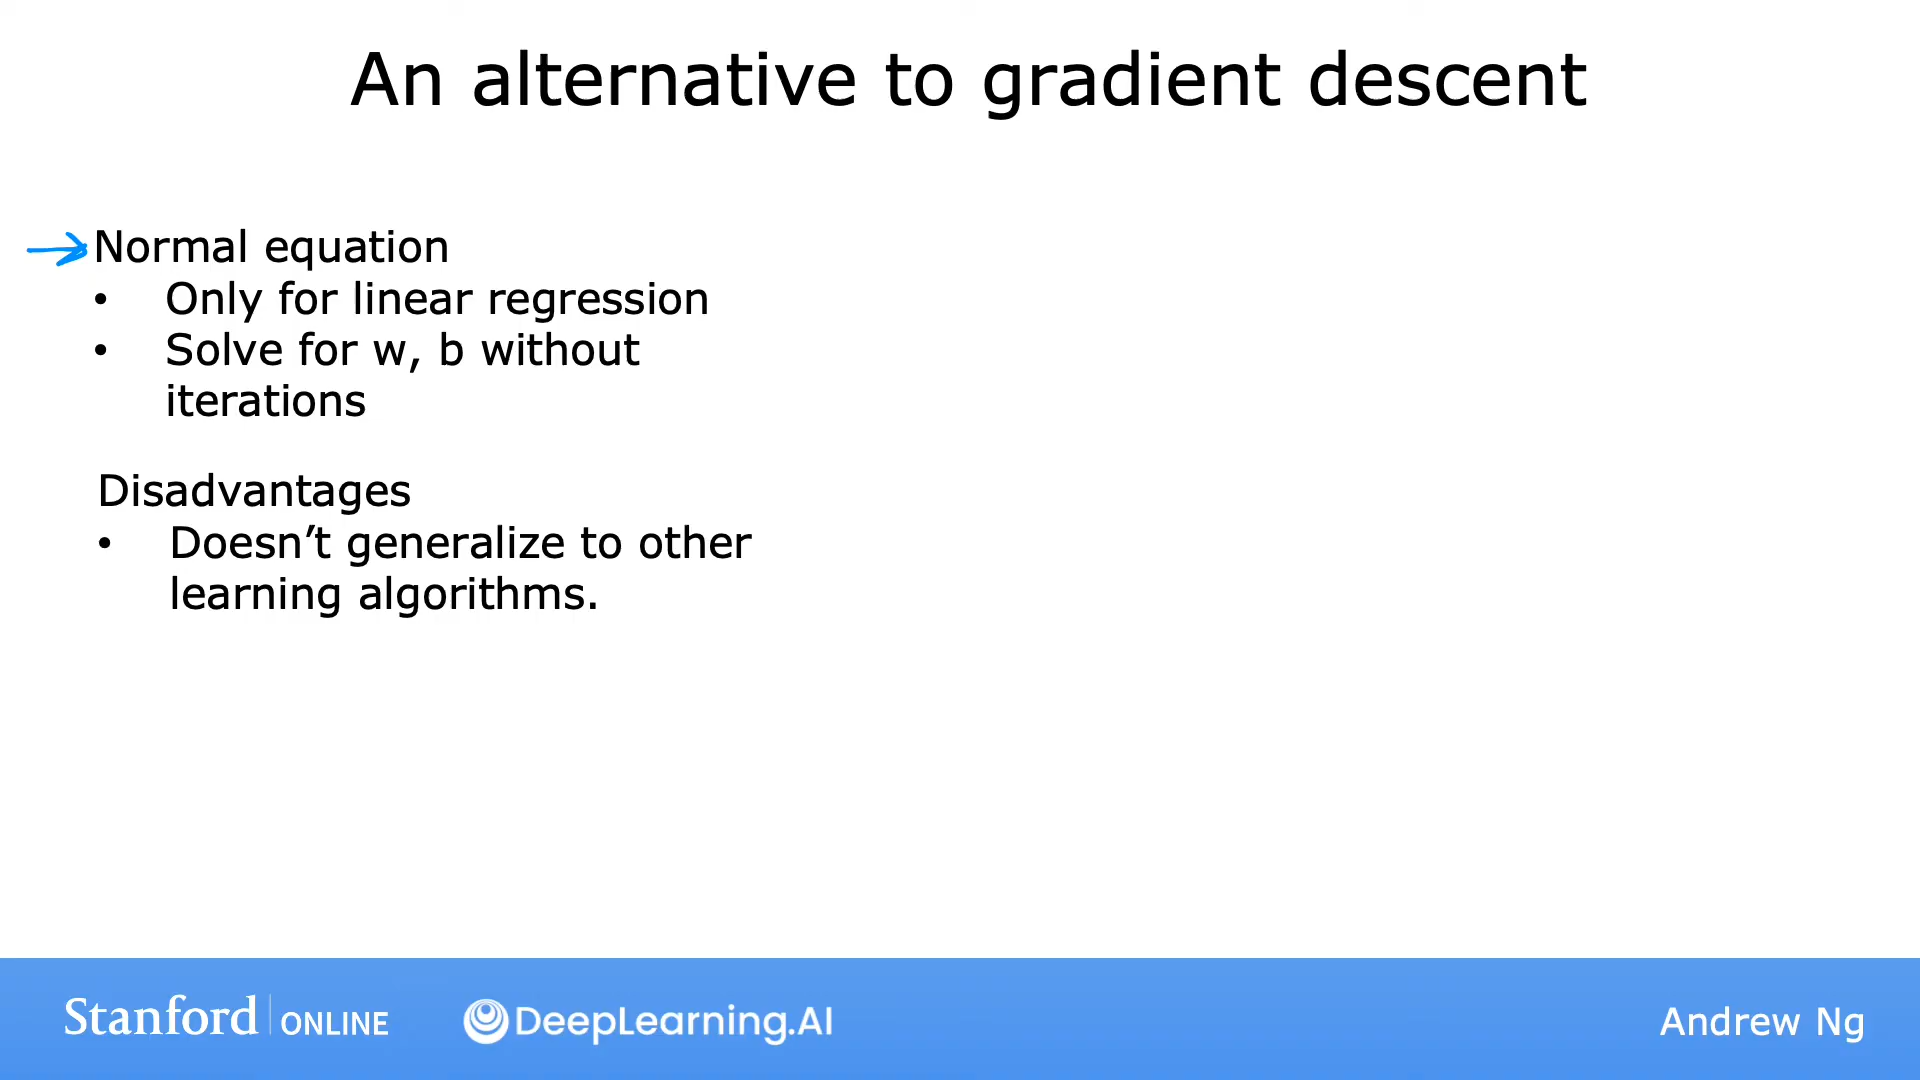 An alternative to gradient descent
Normal equation
• Only for linear regression
• Solve for w, b without
iterations
Disadvantages
• Doesn’t generalize to other
learning algorithms.
Stanford ONLINE
DeepLearning.AI
Andrew Ng